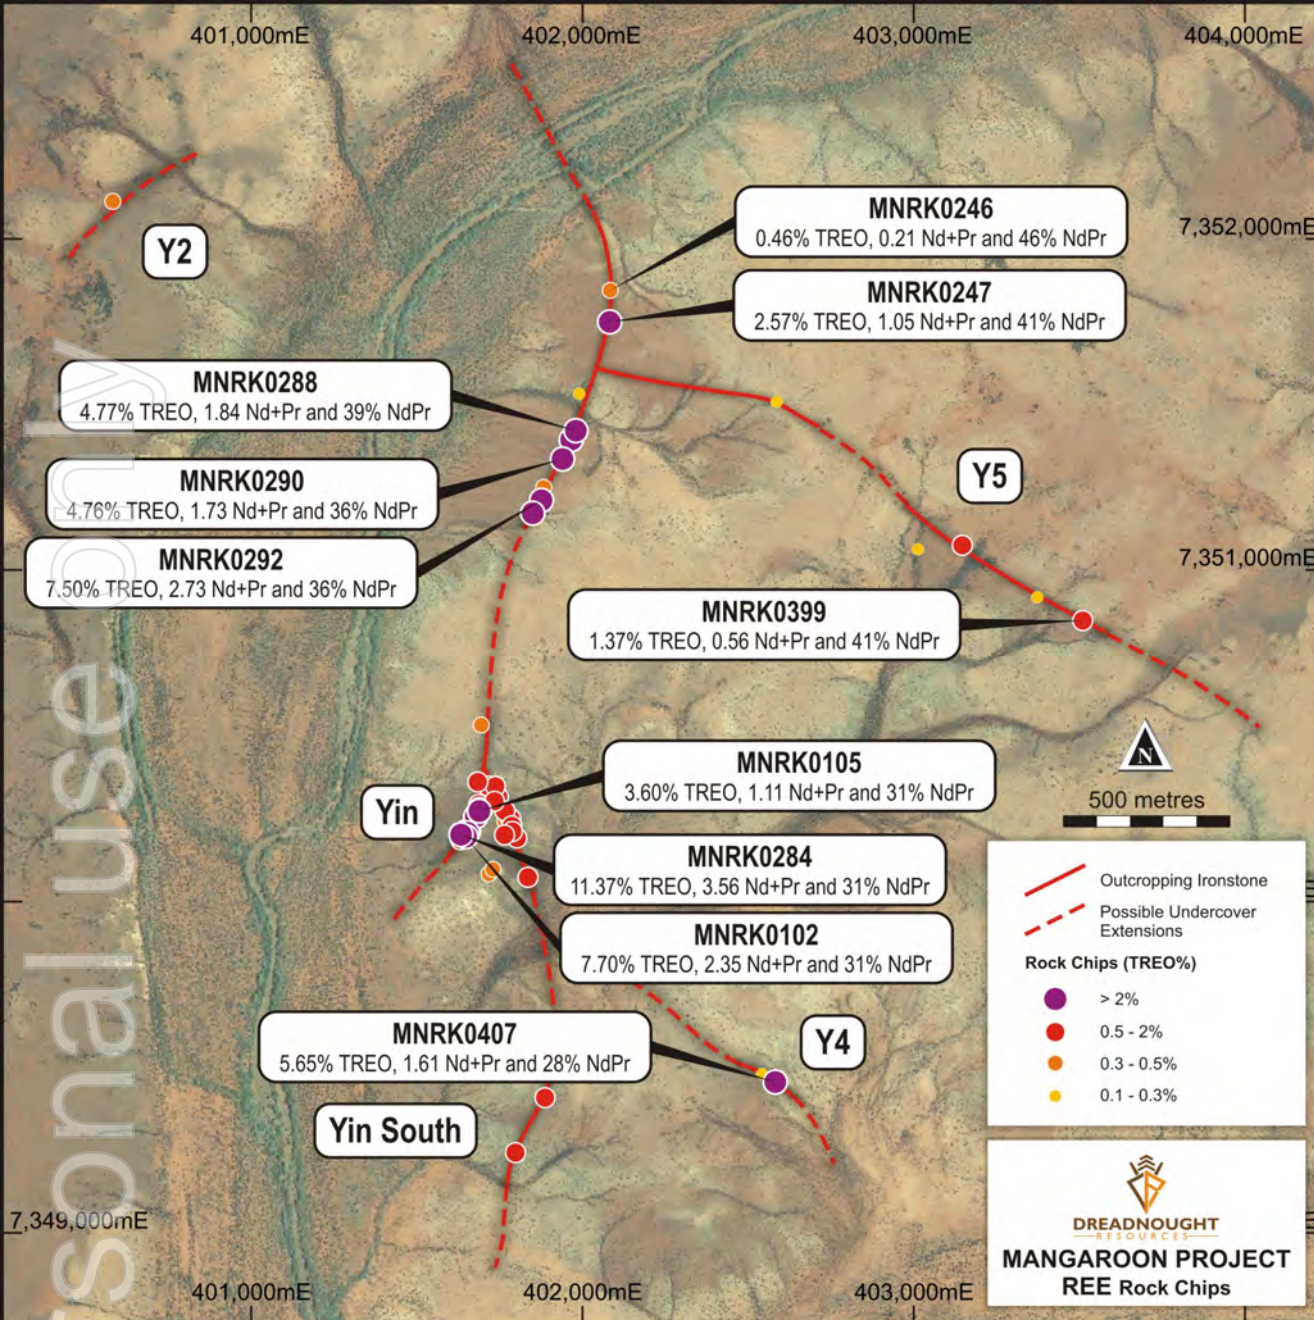 401,000mE
402,000mE
403,000mE
404,000mE
MNRK0246
0.46% TREO, 0.21 Nd+Pr and 46% NdPr
7,352,000mE
Y2
MNRK0247
2.57% TREO, 1.05 Nd+Pr and 41% NdPr
MNRK0288
4.77% TREO, 1.84 Nd+Pr and 39% NdPr
MNRK0290
4.76% TREO, 1.73 Nd+Pr and 36% NdPr
Y5
MNRK0292
7.50% TREO, 2.73 Nd+Pr and 36% NdPr
7,351,000mE
MNRK0399
1.37% TREO, 0.56 Nd+Pr and 41% NdPr
N
500 metres
Yin
MNRK0105
3.60% TREO, 1.11 Nd+Pr and 31% NdPr
MNRK0284
11.37% TREO, 3.56 Nd+Pr and 31% NdPr
MNRK0102
7.70% TREO, 2.35 Nd+Pr and 31% NdPr
MNRK0407
5.65% TREO, 1.61 Nd+Pr and 28% NdPr
Y4
Yin South
Outcropping Ironstone
Possible Undercover
Extensions
Rock Chips (TREO%)
> 2%
0.5 - 2%
0.3 - 0.5%
0.1 - 0.3%
DREADNOUGHT
RESOURCES
MANGAROON PROJECT
REE Rock Chips
7,349,000mE
401,000mE
402,000mE
403,000mE
rsonal use only